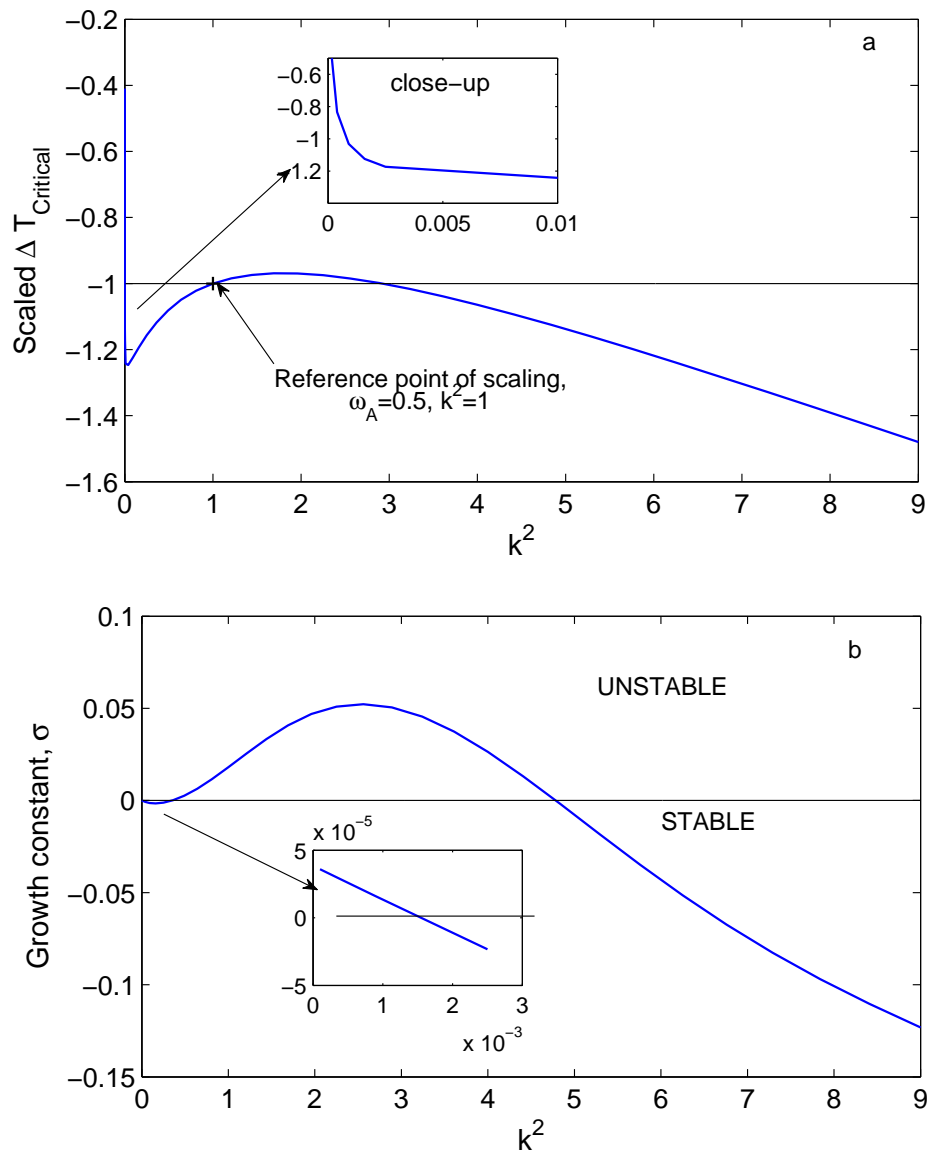 −0.2
a
−0.4
−0.6
−0.8
−1
−1.2
−1.4
−1.6
Scaled Δ T_Critical
−0.6
close−up
−0.8
−1
1.2
0 0.005 0.01
Reference point of scaling,
ω_A=0.5, k^2=1
0 1 2 3 4 5 6 7 8 9
k^2
0.1
b
UNSTABLE
0.05
0
STABLE
−0.05
−0.1
−0.15
Growth constant, σ
x 10^−5
5
0
−5
0 1 2 3
x 10^−3
0 1 2 3 4 5 6 7 8 9
k^2